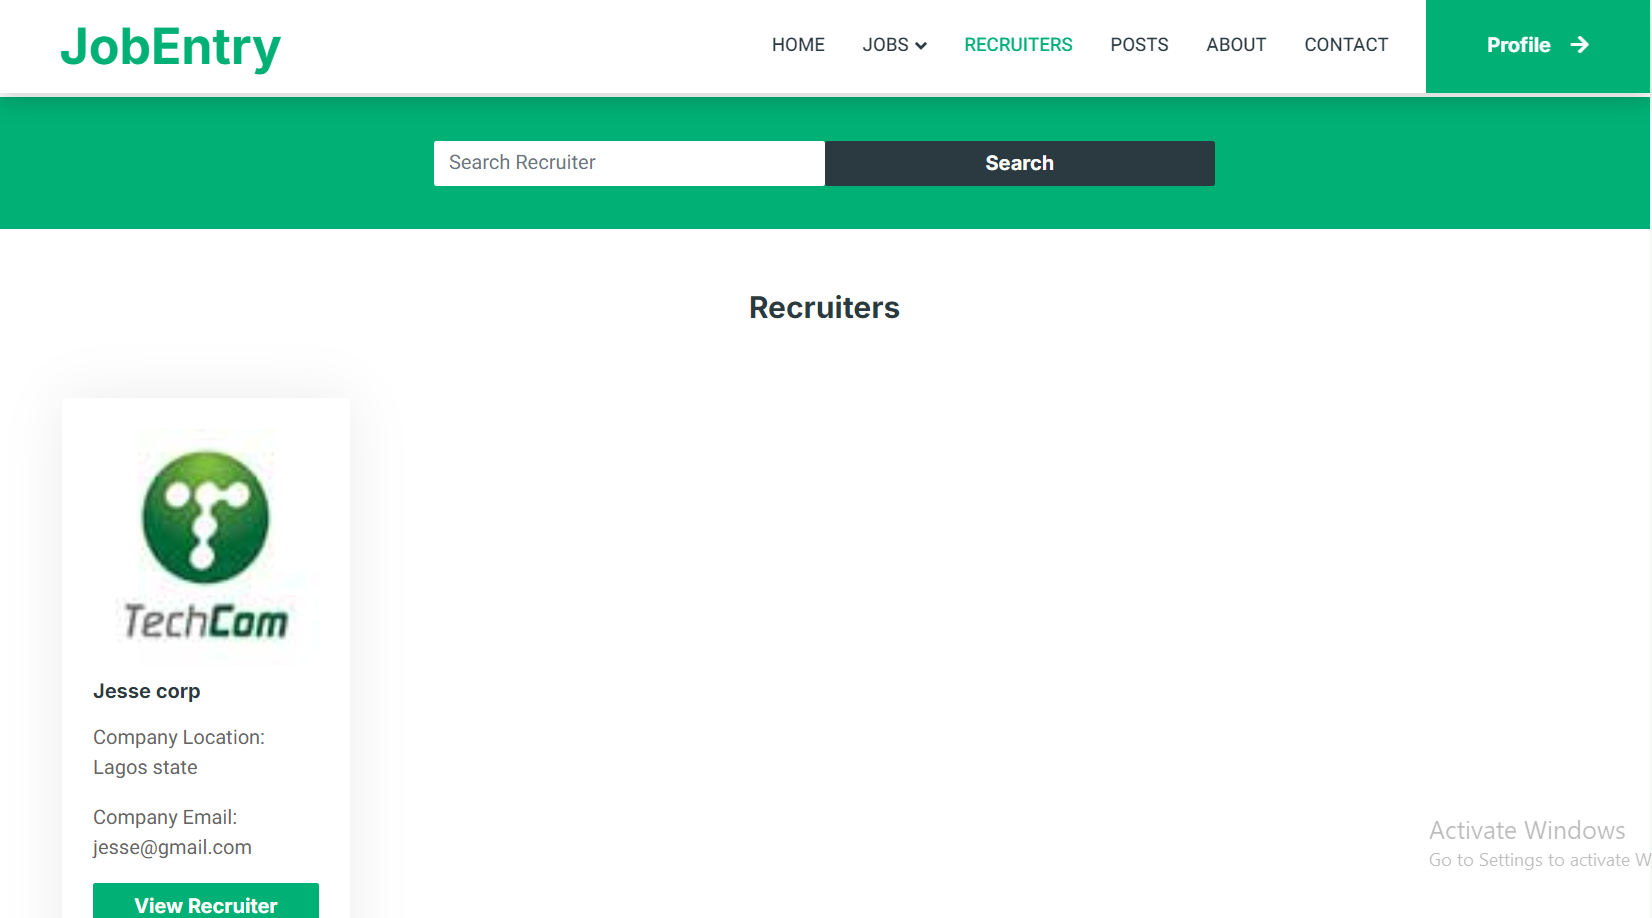 JobEntry
HOME JOBS RECRUITERS POSTS ABOUT CONTACT Profile
Search Recruiter Search
Recruiters
TechCom
Jesse corp
Company Location:
Lagos state
Company Email:
jesse@gmail.com
View Recruiter
Activate Windows
Go to Settings to activate W